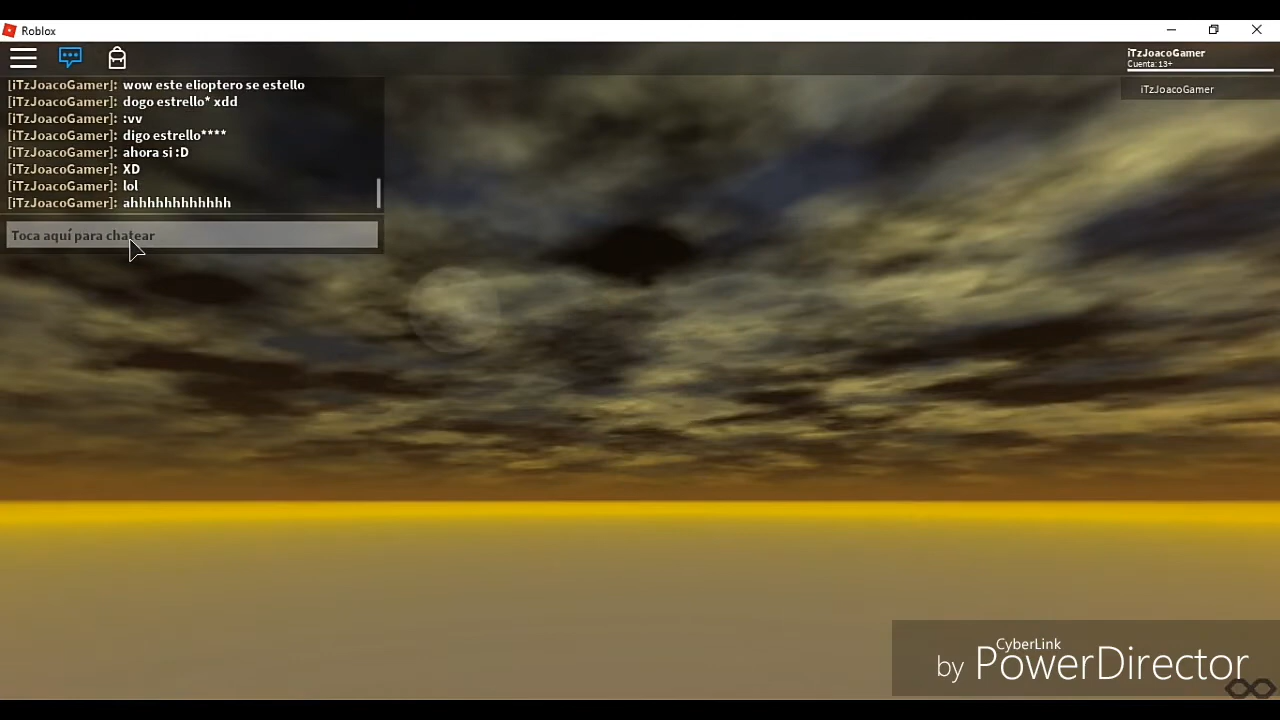 Roblox
iTzJoacoGamer
Cuenta: 13+
iTzJoacoGamer
[iTzJoacoGamer]: wow este elioptero se estello
[iTzJoacoGamer]: dogo estrello* xdd
[iTzJoacoGamer]: :vv
[iTzJoacoGamer]: digo estrello****
[iTzJoacoGamer]: ahora si :D
[iTzJoacoGamer]: XD
[iTzJoacoGamer]: lol
[iTzJoacoGamer]: ahhhhhhhhhhhh
Toca aquí para chatear
CyberLink
by PowerDirector